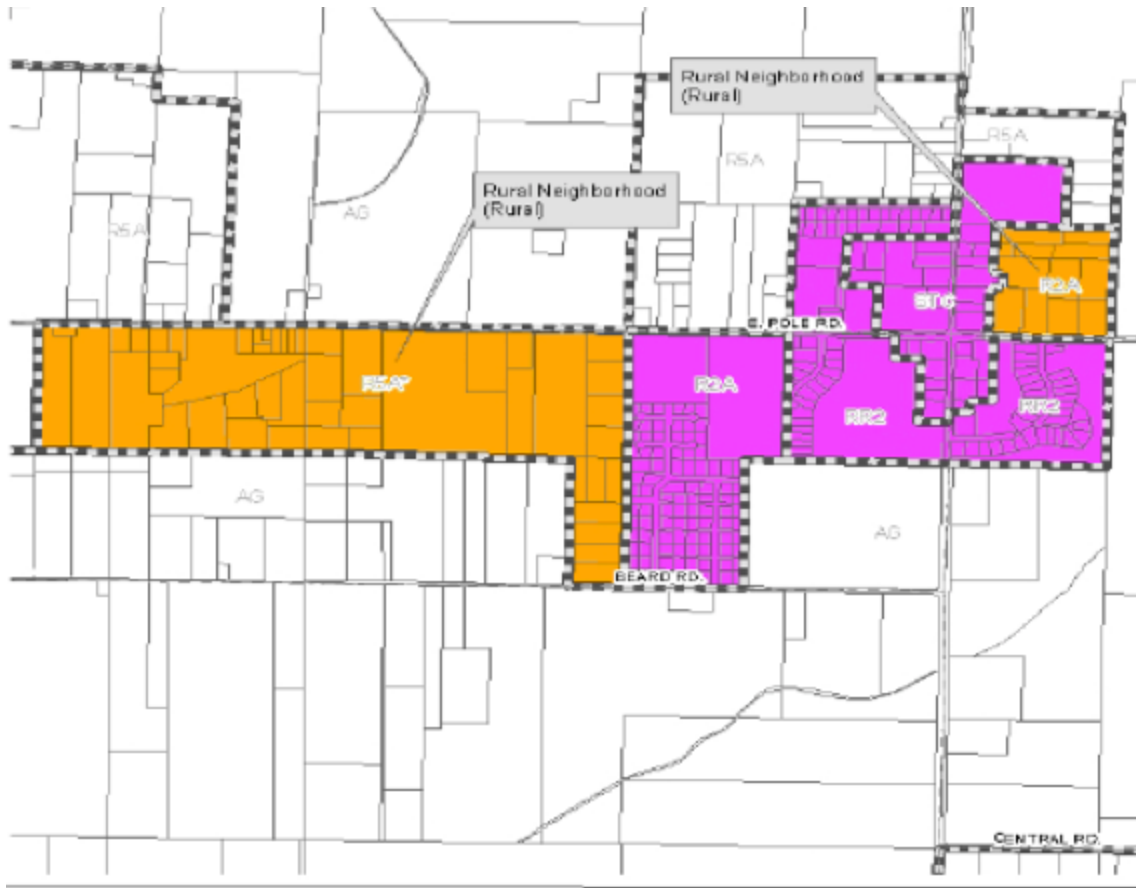 Rural Neighborhood
(Rural)
R5A
R5A
Rural Neighborhood
(Rural)
AG
R5A
R2A
E. POLE RD.
R2A
RR2
RR2
AG
AG
BEARD RD.
CENTRAL RD.